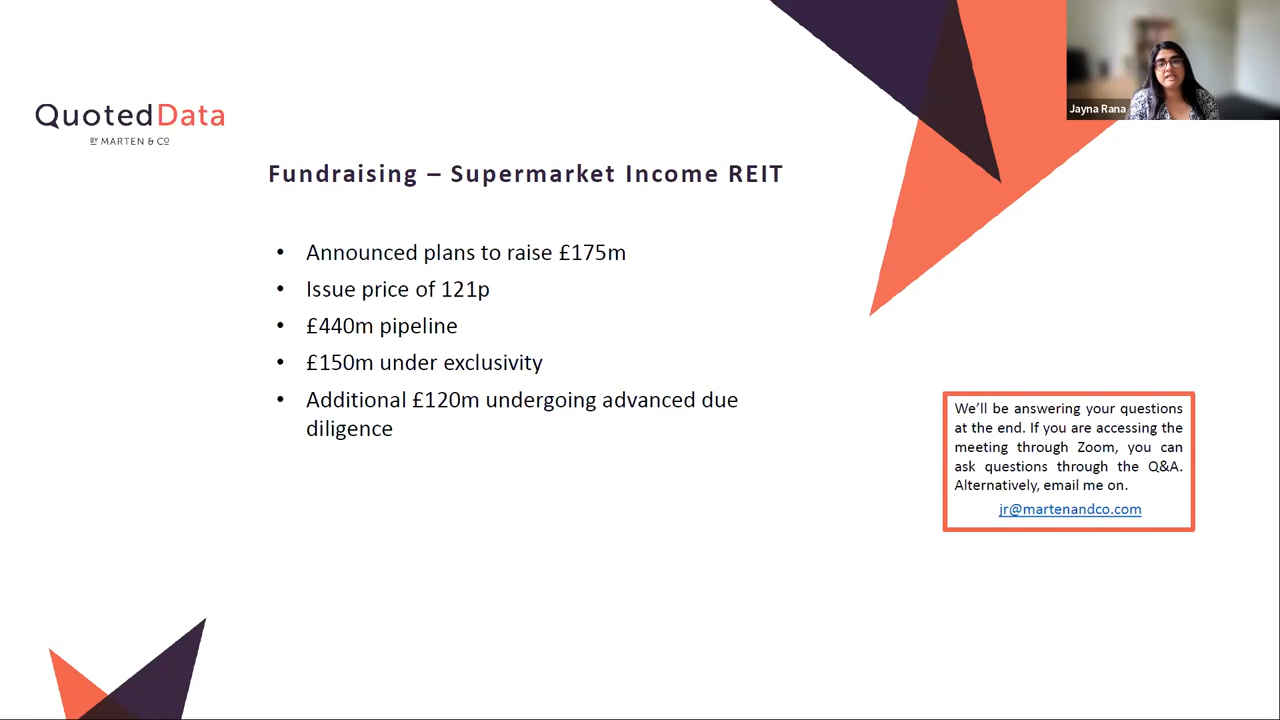 Jayna Rana
QuotedData
BY MARTEN & CO
Fundraising – Supermarket Income REIT
• Announced plans to raise £175m
• Issue price of 121p
• £440m pipeline
• £150m under exclusivity
• Additional £120m undergoing advanced due
diligence
We’ll be answering your questions
at the end. If you are accessing the
meeting through Zoom, you can
ask questions through the Q&A.
Alternatively, email me on.
jr@martenandco.com